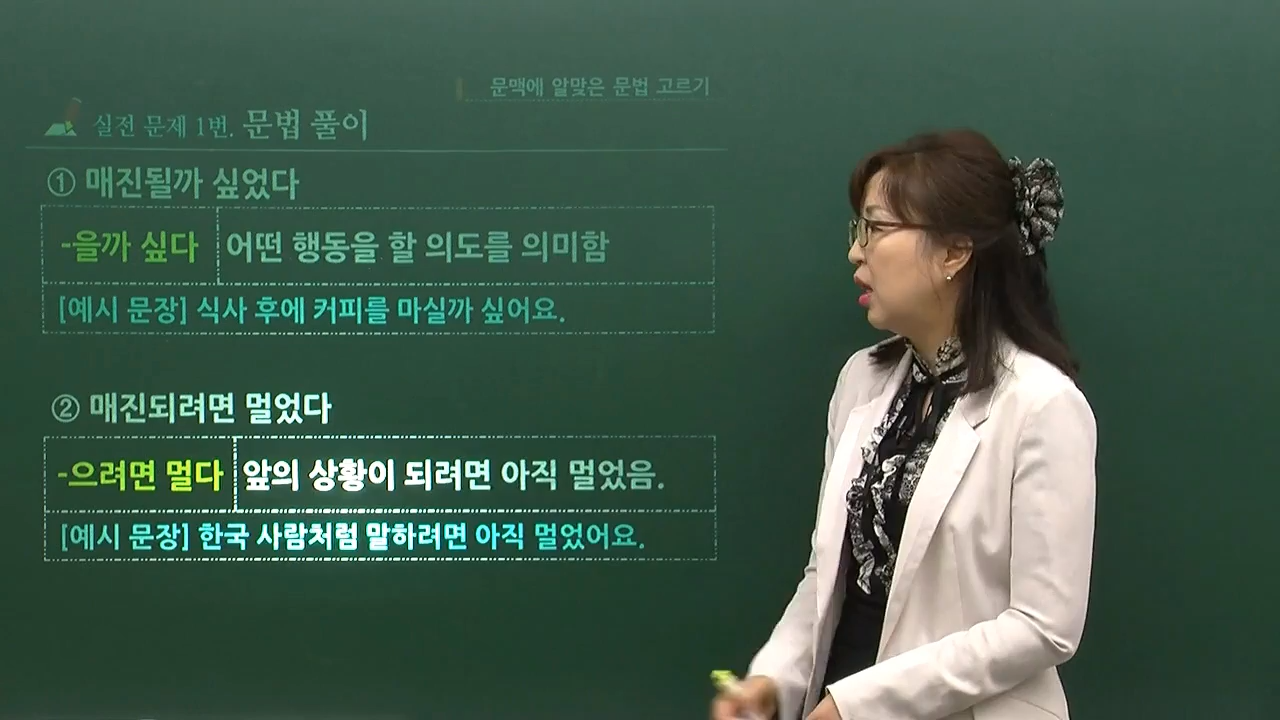 문맥에 알맞은 문법 고르기
실전 문제 1번. 문법 풀이
① 매진될까 싶었다
-을까 싶다 어떤 행동을 할 의도를 의미함
[예시 문장] 식사 후에 커피를 마실까 싶어요.
② 매진되려면 멀었다
-으려면 멀다 앞의 상황이 되려면 아직 멀었음.
[예시 문장] 한국 사람처럼 말하려면 아직 멀었어요.